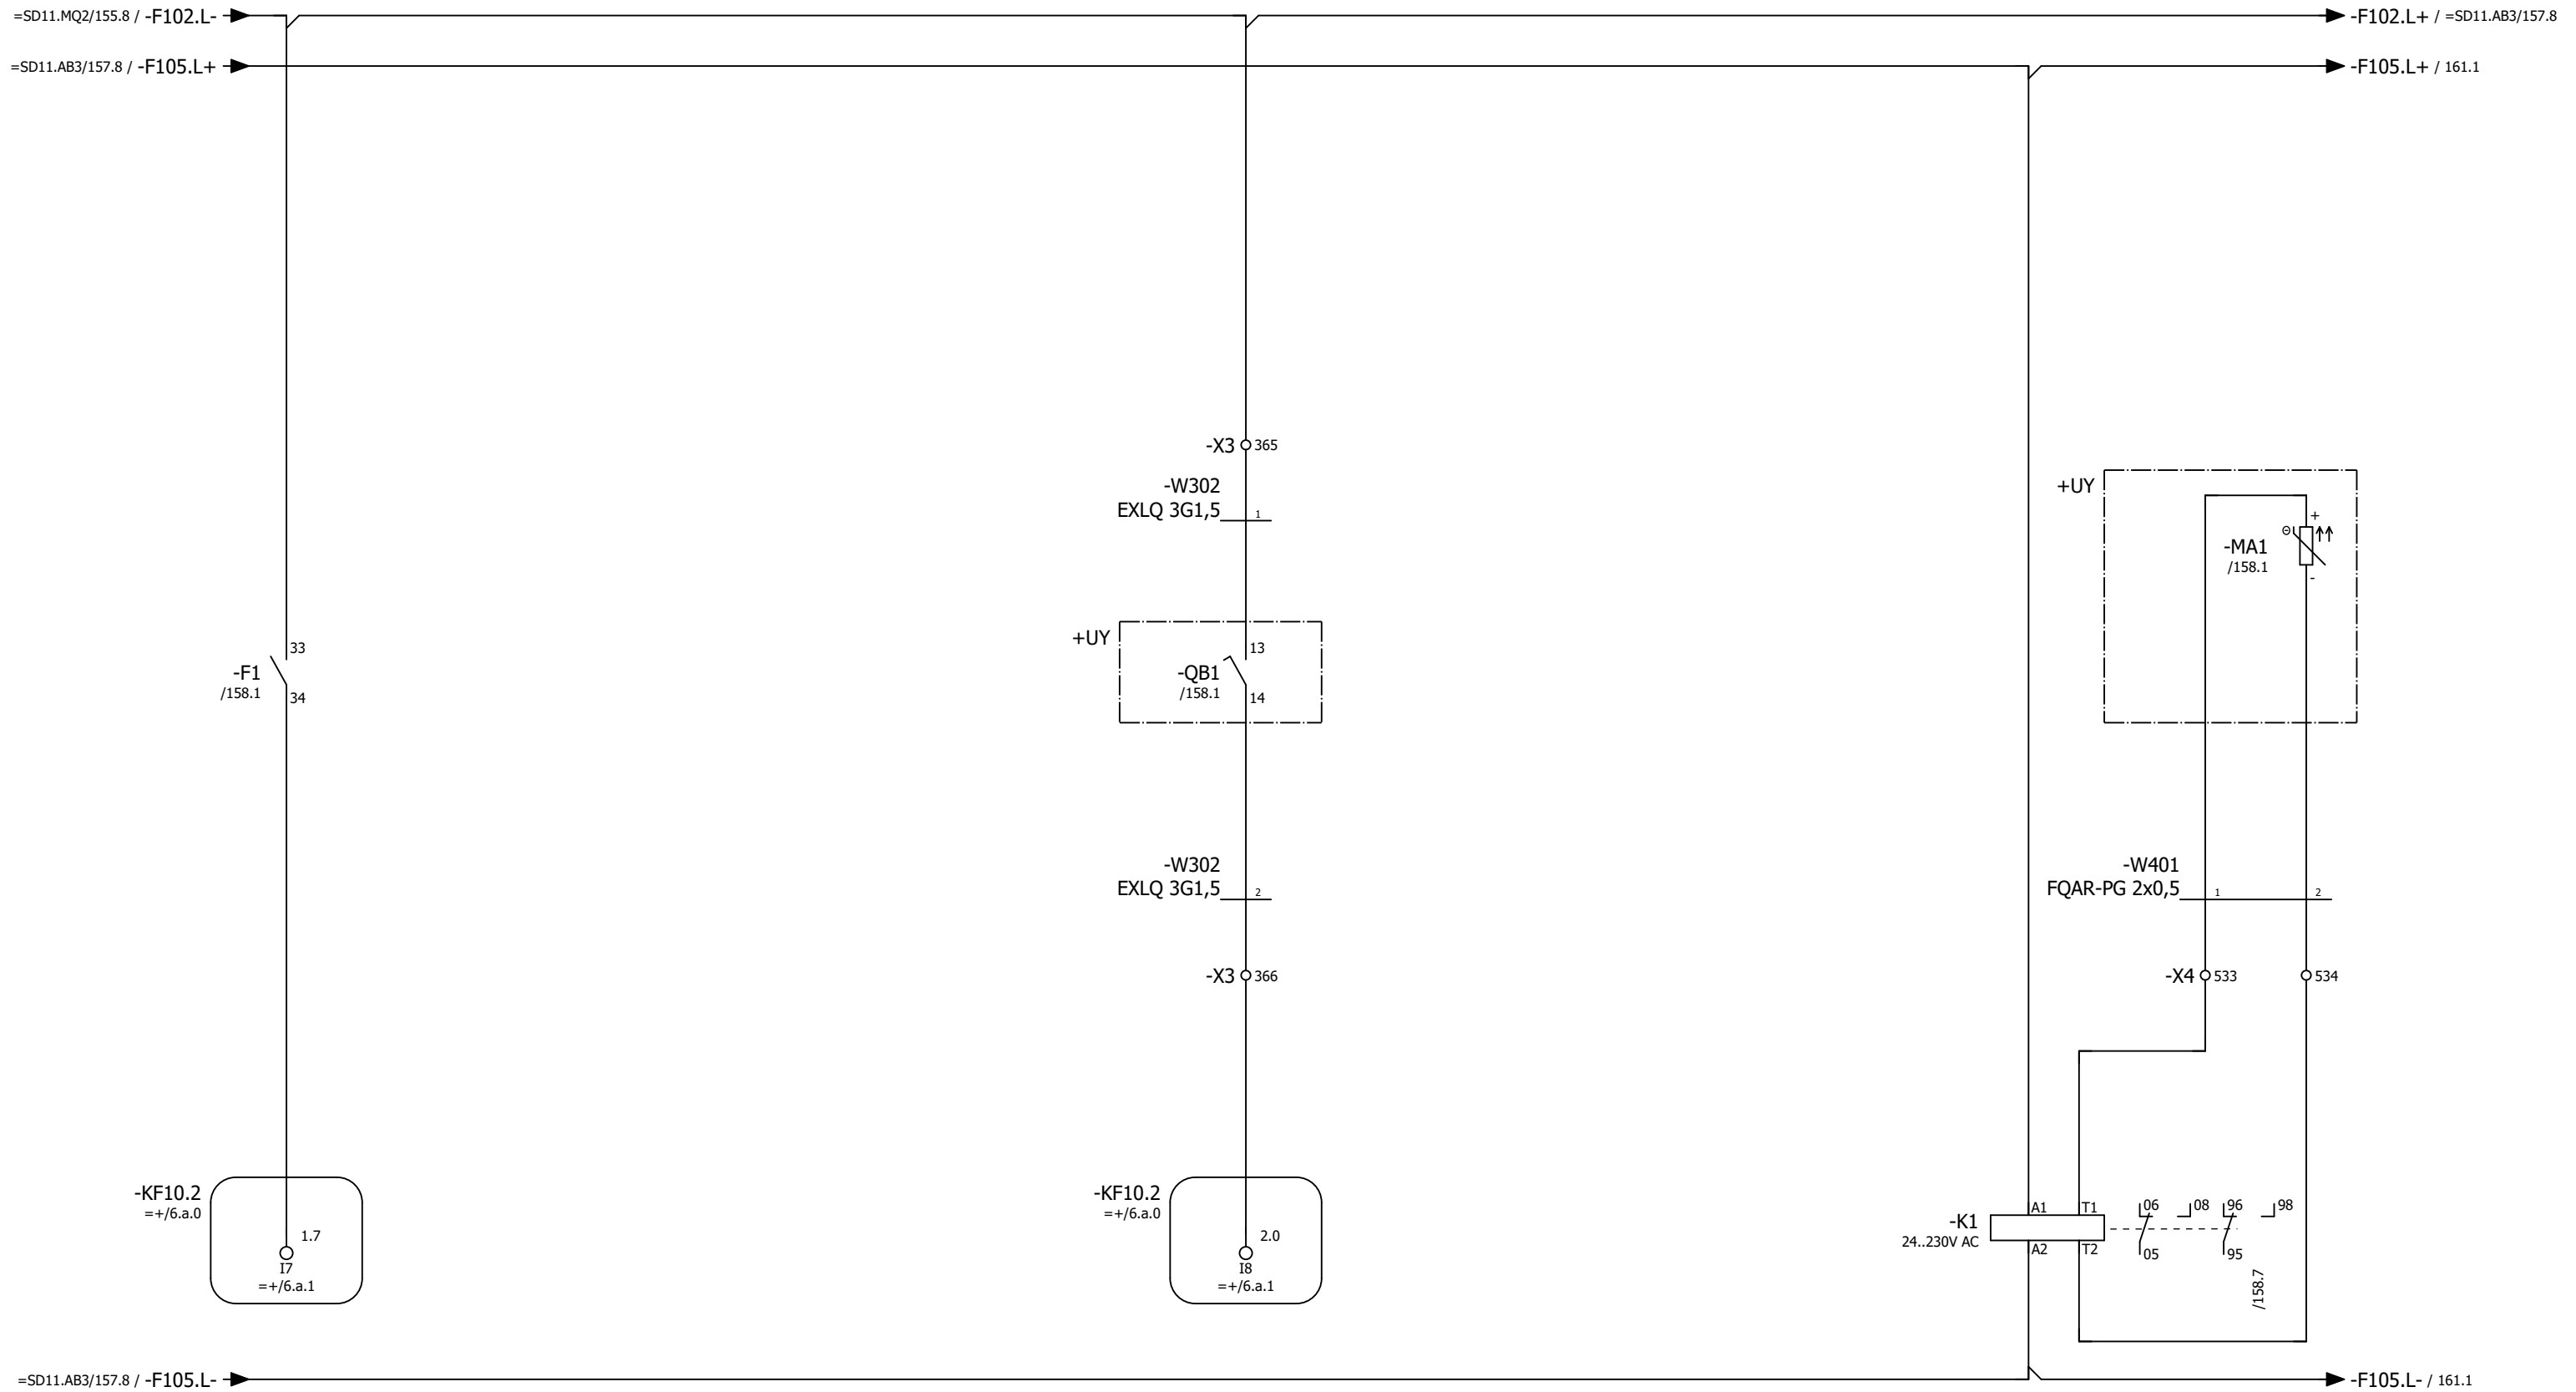 =SD11.MQ2/155.8 / -F102.L-
-F102.L+ / =SD11.AB3/157.8
=SD11.AB3/157.8 / -F105.L+
-F105.L+ / 161.1
-X3 365
-W302
EXLQ 3G1,5 1
+UY
-MA1
/158.1
Θ
+
-
33
-F1
/158.1
34
+UY
13
-QB1
/158.1
14
-W302
EXLQ 3G1,5 2
-W401
FQAR-PG 2x0,5 1 2
-X3 366
-X4 533 534
-KF10.2
=+/6.a.0
1.7
I7
=+/6.a.1
-KF10.2
=+/6.a.0
2.0
I8
=+/6.a.1
A1 T1 06 08 96 98
-K1
24..230V AC
A2 T2 05 95
/158.7
=SD11.AB3/157.8 / -F105.L-
-F105.L- / 161.1